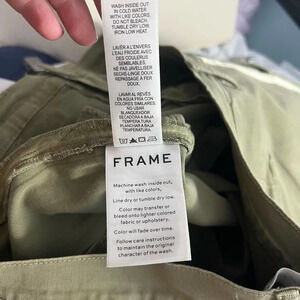 WASH INSIDE OUT
IN COLD WATER
WITH LIKE COLORS.
DO NOT BLEACH.
TUMBLE DRY LOW.
IRON LOW HEAT.
LAVER À L'ENVERS
L'EAU FROIDE AVEC
DES COULEURS
SEMBLABLES.
NE PAS JAVELLISER
SECHE-LINGE DOUX
REPASSAGE A FER
DOUX.
LAVAR AL REVÉS
EN AGUA FRÍA CON
COLORES SIMILARES.
NO USAR
BLANQUEADOR
SECADORA A BAJA
TEMPERATURA
PLANCHAR A BAJA
TEMPERATURA
FRAME
Machine wash inside out,
with like colors,
Line dry or tumble dry low.
Color may transfer or
bleed onto lighter colored
fabric or upholstery.
Color will fade over time.
Follow care instructions
to maintain the original
character of the wash.